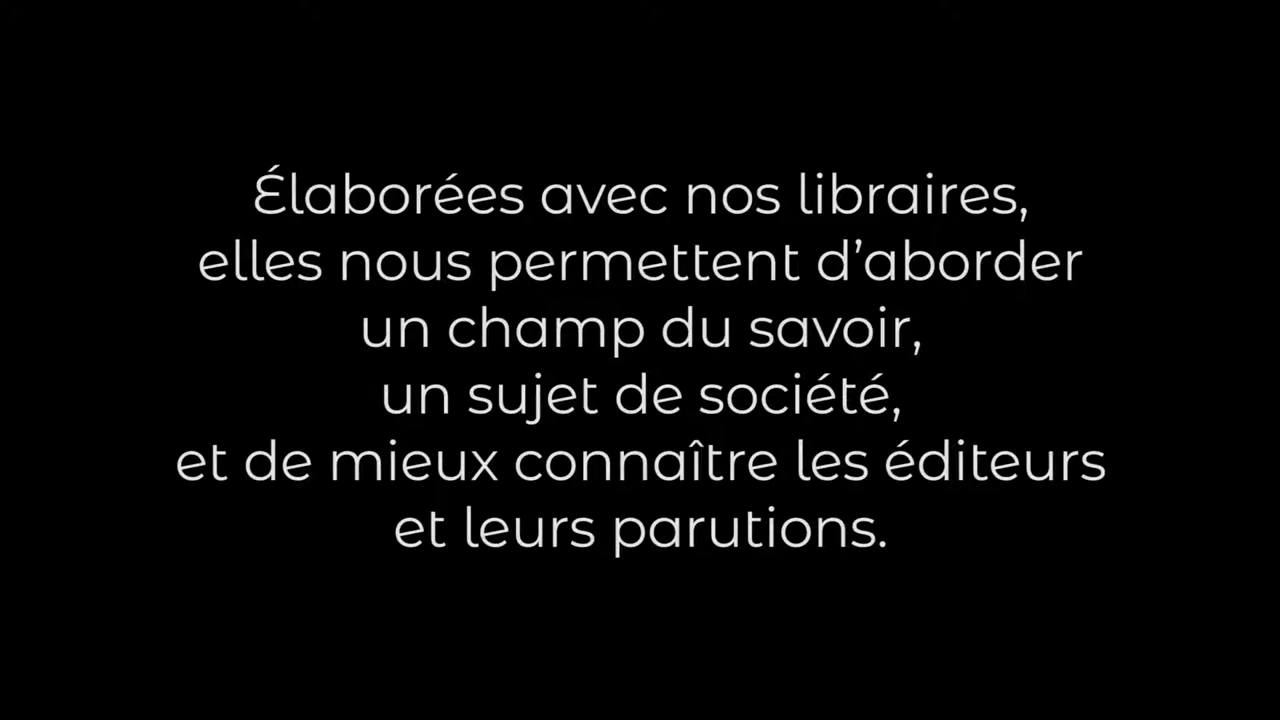 Élaborées avec nos libraires,
elles nous permettent d’aborder
un champ du savoir,
un sujet de société,
et de mieux connaître les éditeurs
et leurs parutions.